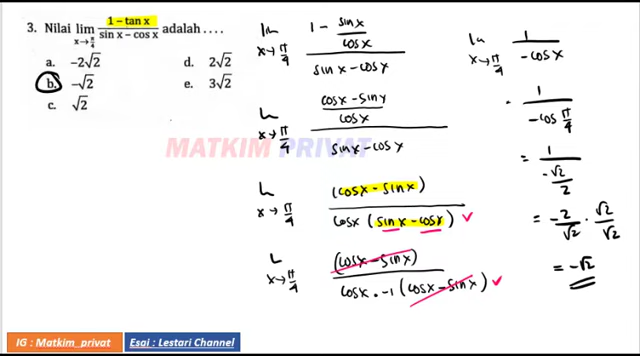 3. Nilai lim x→π/4 (1 – tan x)/(sin x – cos x) adalah . . . .
a. –2√2
b. –√2
c. √2
d. 2√2
e. 3√2
lim x→π/4 (1 - sin x/cos x)/(sin x - cos x)
L x→π/4 ((cos x - sin x)/cos x)/(sin x - cos x)
L x→π/4 (cos x - sin x)/(cos x (sin x - cos x)) ✓
L x→π/4 (cos x - sin x)/(cos x . -1 (cos x - sin x)) ✓
lim x→π/4 1/(-cos x)
= 1/(-cos π/4)
= 1/(-√2/2)
= -2/√2 . √2/√2
= -√2
MATKIM PRIVAT
IG : Matkim_privat
Esai : Lestari Channel